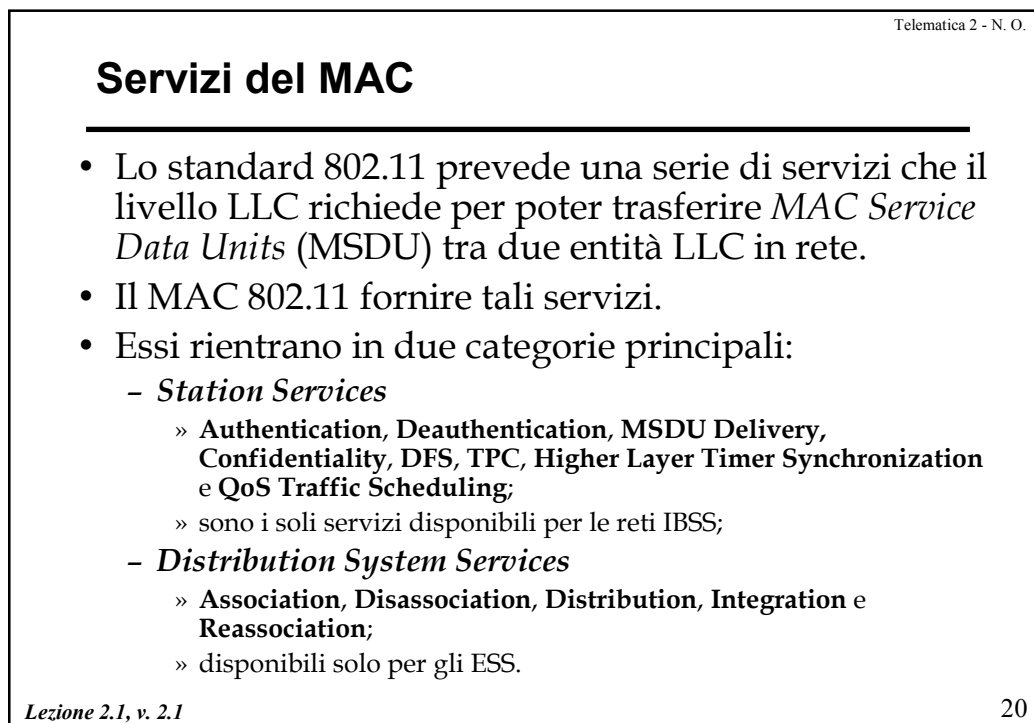 Telematica 2 - N. O.
Servizi del MAC
• Lo standard 802.11 prevede una serie di servizi che il
livello LLC richiede per poter trasferire MAC Service
Data Units (MSDU) tra due entità LLC in rete.
• Il MAC 802.11 fornire tali servizi.
• Essi rientrano in due categorie principali:
– Station Services
» Authentication, Deauthentication, MSDU Delivery,
Confidentiality, DFS, TPC, Higher Layer Timer Synchronization
e QoS Traffic Scheduling;
» sono i soli servizi disponibili per le reti IBSS;
– Distribution System Services
» Association, Disassociation, Distribution, Integration e
Reassociation;
» disponibili solo per gli ESS.
Lezione 2.1, v. 2.1
20